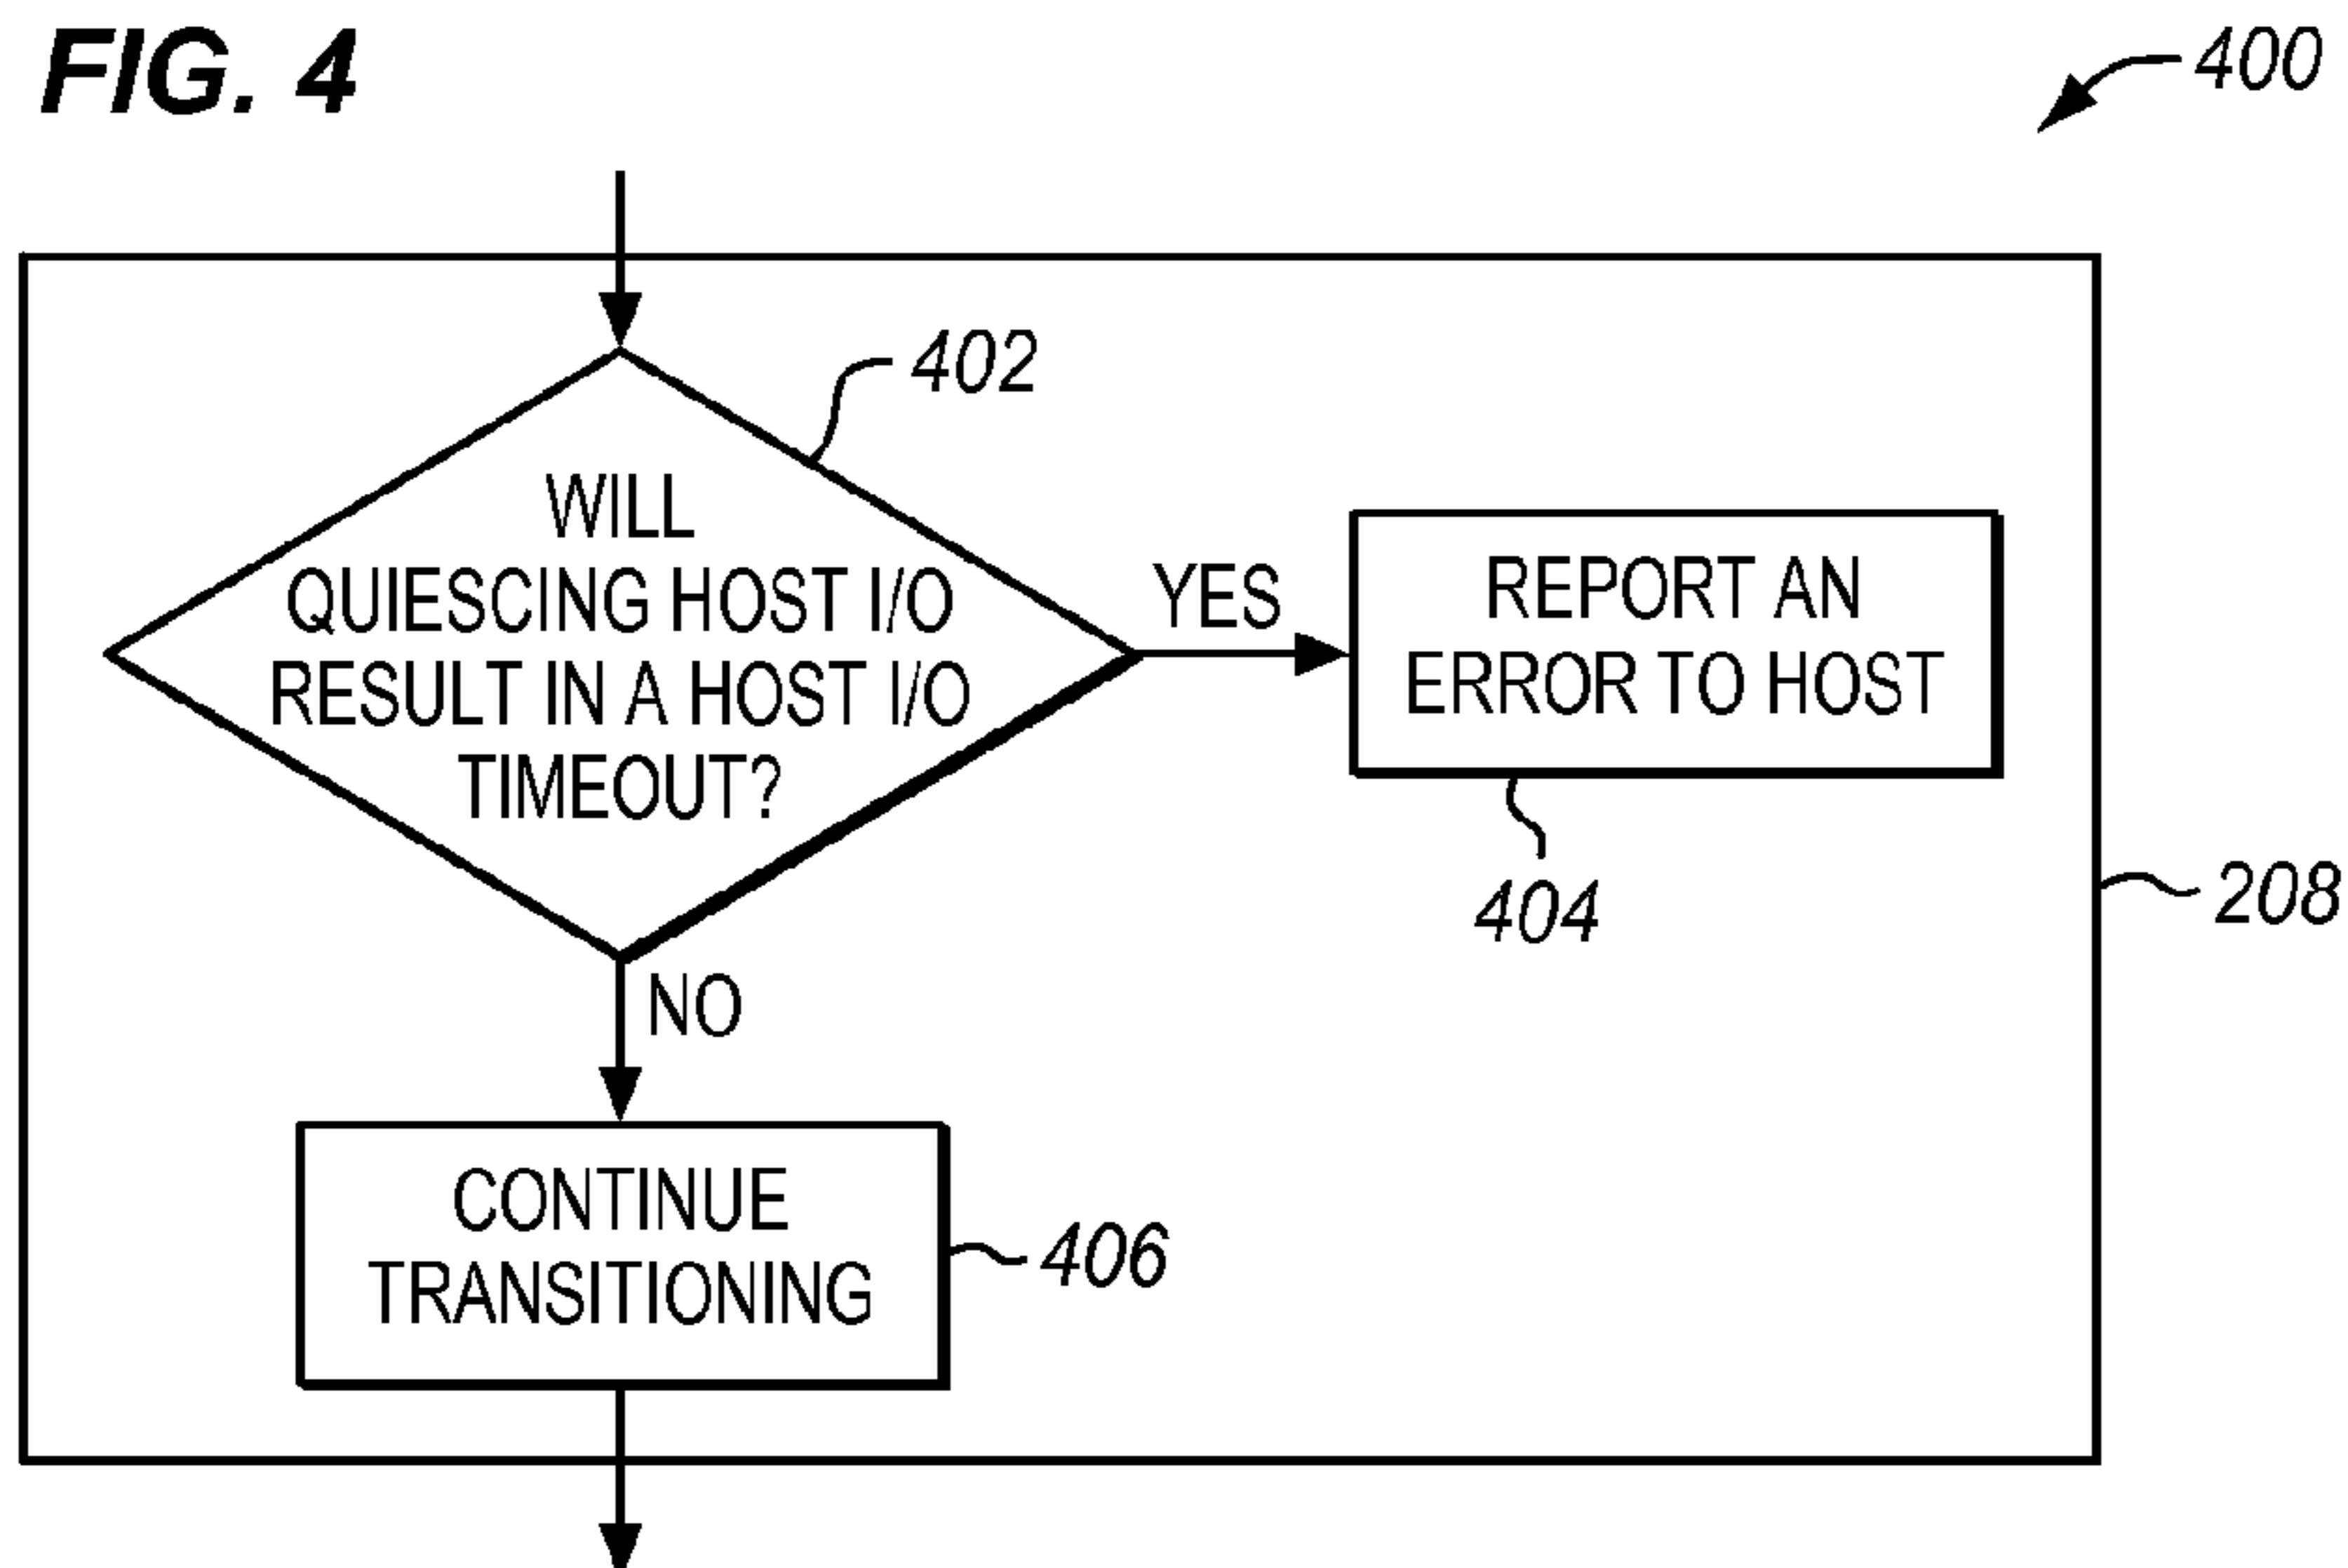 FIG. 4
400
402
WILL
QUIESCING HOST I/O
RESULT IN A HOST I/O
TIMEOUT?
YES
REPORT AN
ERROR TO HOST
404
208
NO
CONTINUE
TRANSITIONING
406